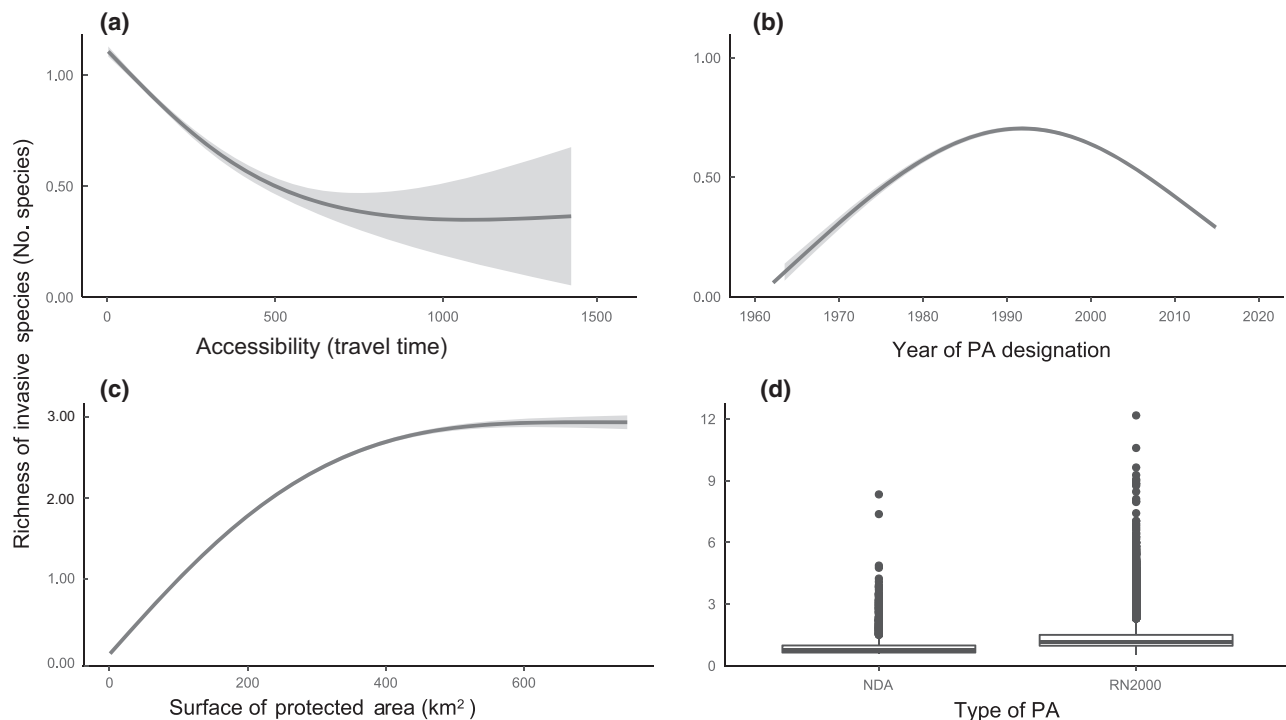 Richness of invasive species (No. species)
(a)
1.00
0.50
0.00
0
500
1000
1500
Accessibility (travel time)
(b)
1.00
0.50
0.00
1960
1970
1980
1990
2000
2010
2020
Year of PA designation
(c)
3.00
2.00
1.00
0.00
0
200
400
600
Surface of protected area (km²)
(d)
12
9
6
3
0
NDA
RN2000
Type of PA